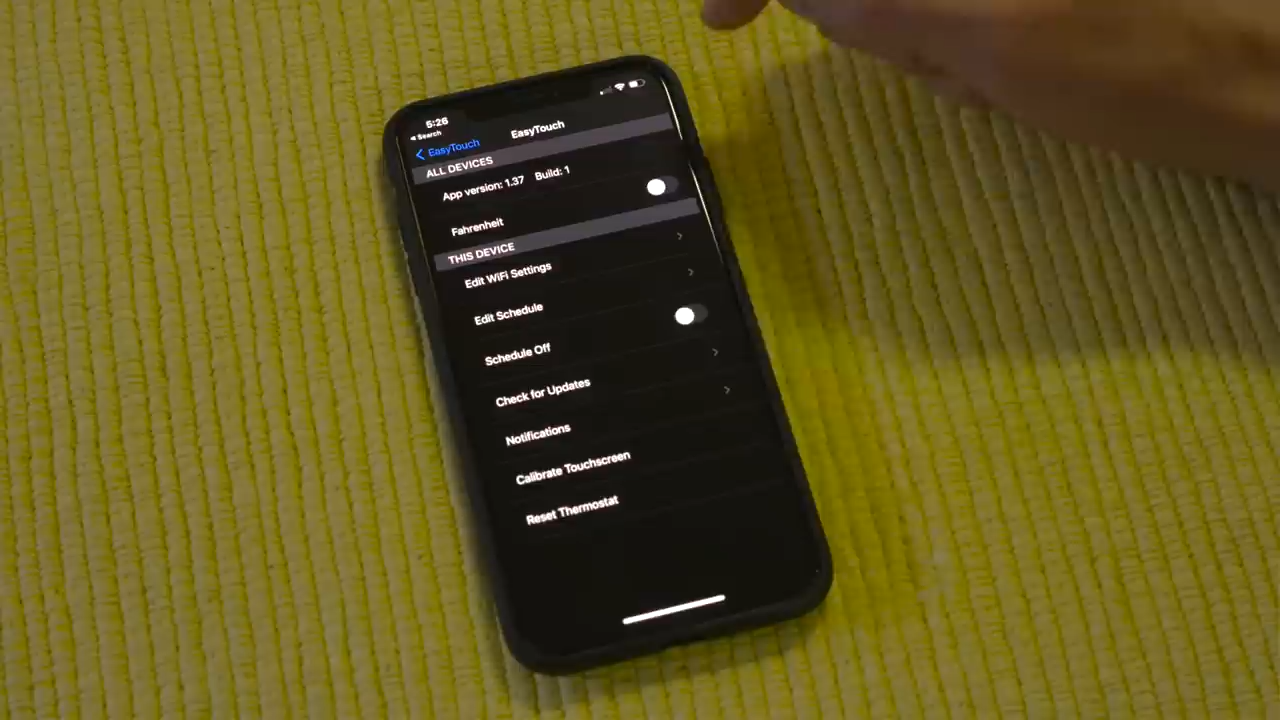 5:26
Search
EasyTouch
EasyTouch
ALL DEVICES
App version: 1.37 Build: 1
Fahrenheit
THIS DEVICE
Edit WiFi Settings
Edit Schedule
Schedule Off
Check for Updates
Notifications
Calibrate Touchscreen
Reset Thermostat